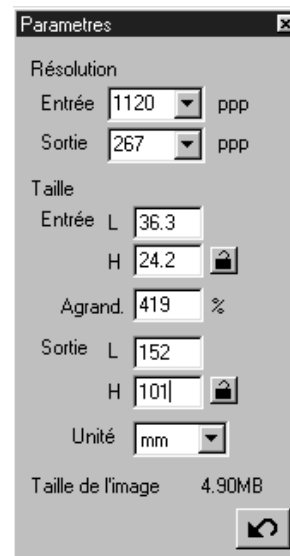 Parametres
Résolution
Entrée 1120 ppp
Sortie 267 ppp
Taille
Entrée L 36.3
H 24.2
Agrand. 419 %
Sortie L 152
H 101
Unité mm
Taille de l'image 4.90MB